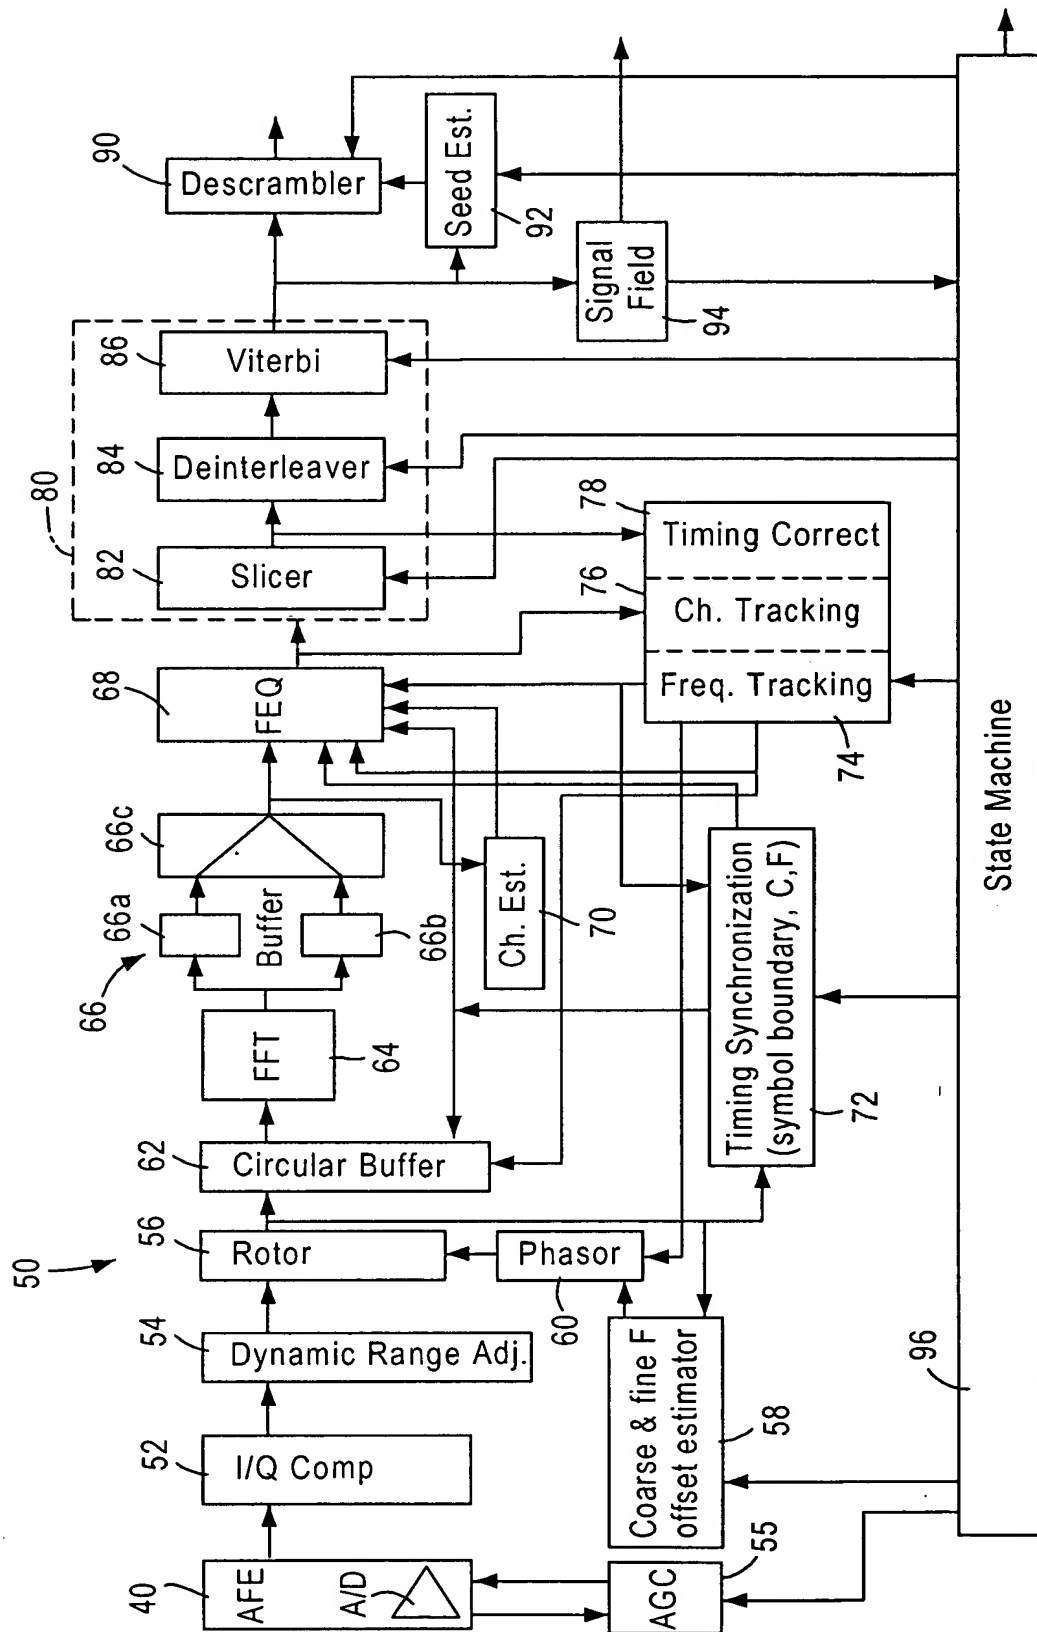 50
40
AFE
A/D
52
I/Q Comp
54
Dynamic Range Adj.
56
Rotor
62
Circular Buffer
FFT
64
66
66a
Buffer
66b
66c
68
FEQ
80
82
Slicer
84
Deinterleaver
86
Viterbi
90
Descrambler
Seed Est.
92
Signal
Field
94
55
AGC
Coarse & fine F
offset estimator
58
Phasor
60
Ch. Est.
70
Timing Synchronization
(symbol boundary, C,F)
72
Freq. Tracking
74
Ch. Tracking
76
Timing Correct
78
State Machine
96